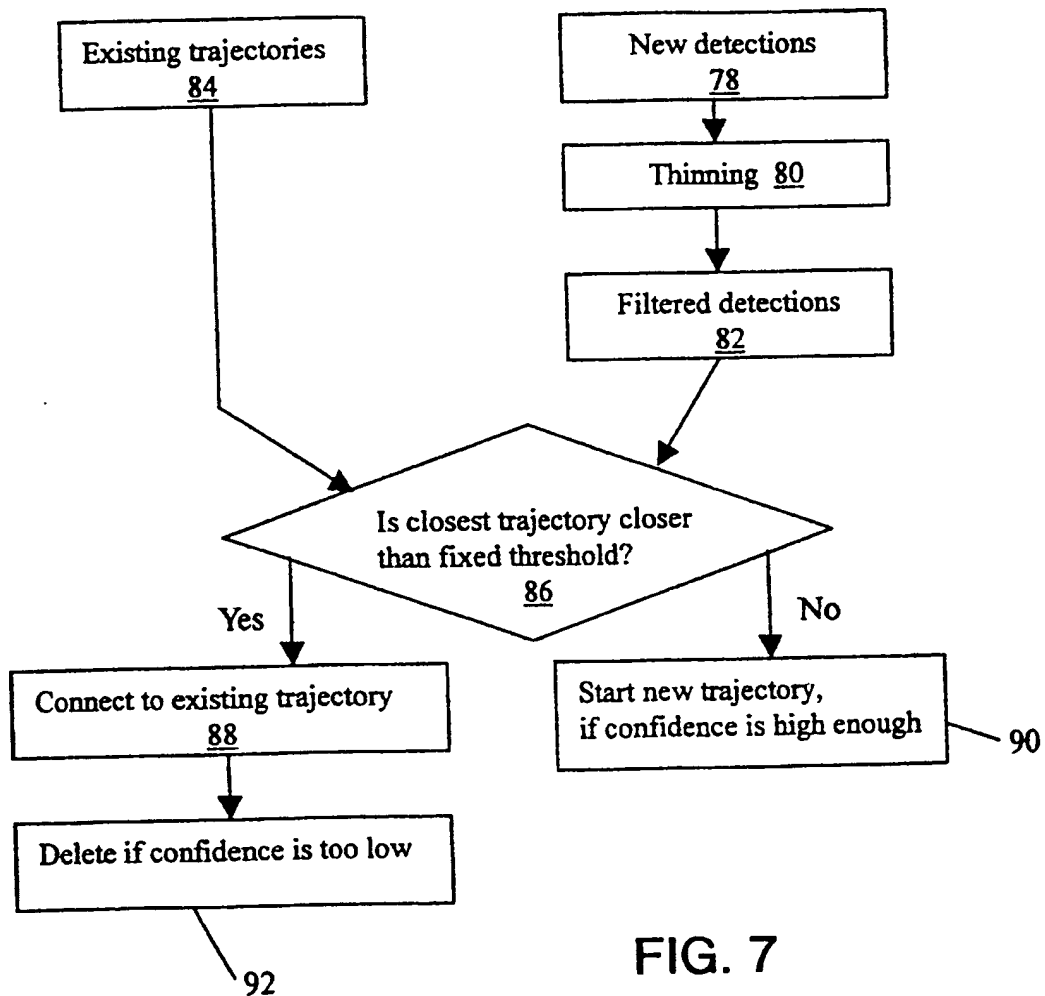 Existing trajectories
84
New detections
78
Thinning 80
Filtered detections
82
Is closest trajectory closer
than fixed threshold?
86
Yes
No
Connect to existing trajectory
88
Start new trajectory,
if confidence is high enough
90
Delete if confidence is too low
92
FIG. 7